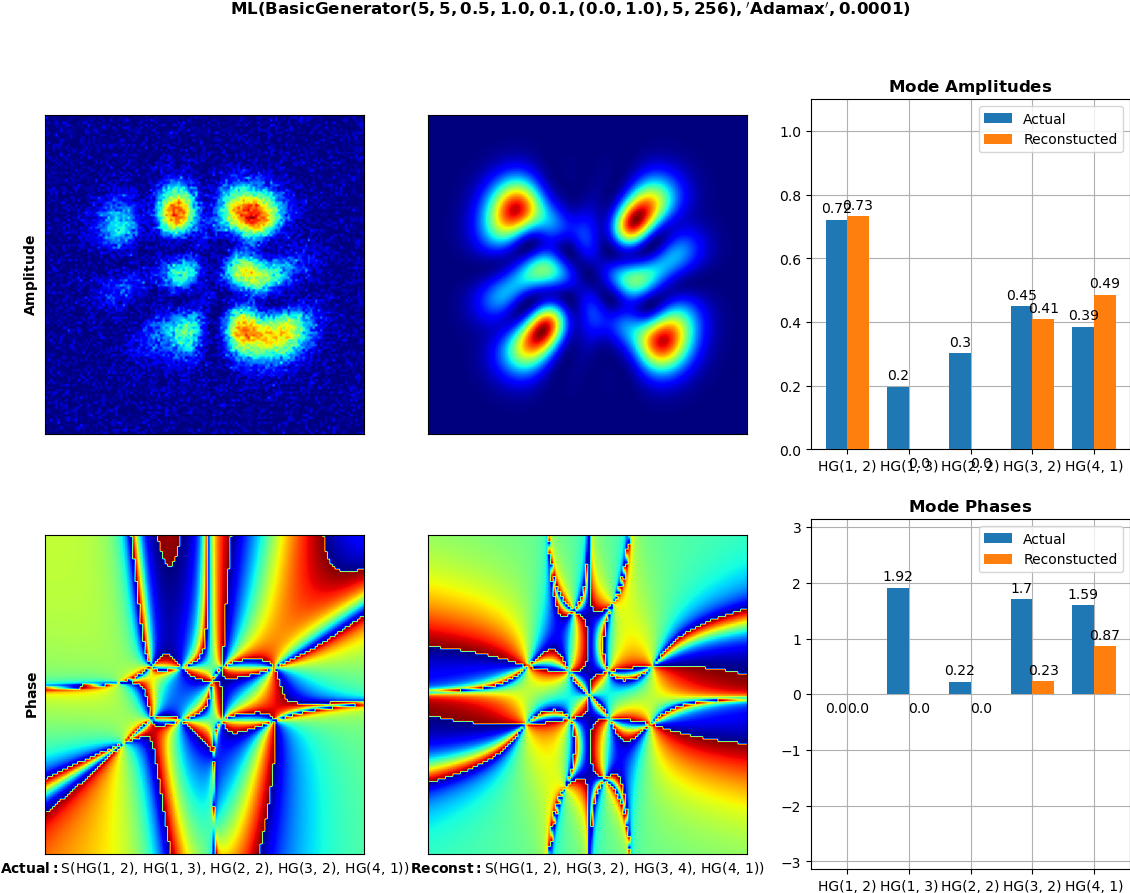 ML(BasicGenerator(5, 5, 0.5, 1.0, 0.1, (0.0, 1.0), 5, 256), ′Adamax′, 0.0001)
Mode Amplitudes
Actual
Reconstucted
1.0
0.8
0.6
0.4
0.2
0.0
0.72
0.73
0.2
0.0
0.3
0.0
0.45
0.41
0.39
0.49
HG(1, 2) HG(1, 3) HG(2, 2) HG(3, 2) HG(4, 1)
Amplitude
Mode Phases
Actual
Reconstucted
3
2
1
0
−1
−2
−3
0.0
0.0
1.92
0.0
0.22
0.0
1.7
0.23
1.59
0.87
HG(1, 2) HG(1, 3) HG(2, 2) HG(3, 2) HG(4, 1)
Phase
Actual: S(HG(1, 2), HG(1, 3), HG(2, 2), HG(3, 2), HG(4, 1))
Reconst: S(HG(1, 2), HG(3, 2), HG(3, 4), HG(4, 1))